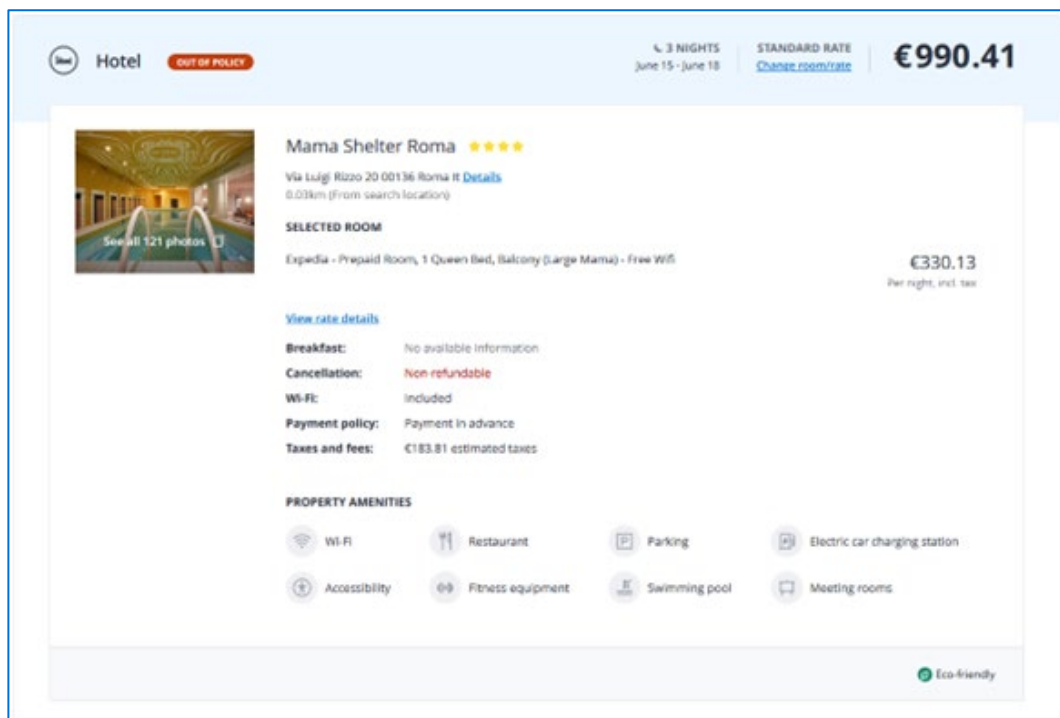 Hotel OUT OF POLICY
3 NIGHTS
June 15 - June 18
STANDARD RATE
Change room/rate
€990.41
Mama Shelter Roma
Via Luigi Rizzo 20 00136 Roma It Details
0.03km (From search location)
See all 121 photos
SELECTED ROOM
Expedia - Prepaid Room, 1 Queen Bed, Balcony (Large Mama) - Free Wifi
€330.13
Per night, incl. tax
View rate details
Breakfast: No available Information
Cancellation: Non refundable
Wi-Fi: Included
Payment policy: Payment in advance
Taxes and fees: €183.81 estimated taxes
PROPERTY AMENITIES
Wi-Fi Restaurant Parking Electric car charging station
Accessibility Fitness equipment Swimming pool Meeting rooms
Eco-friendly